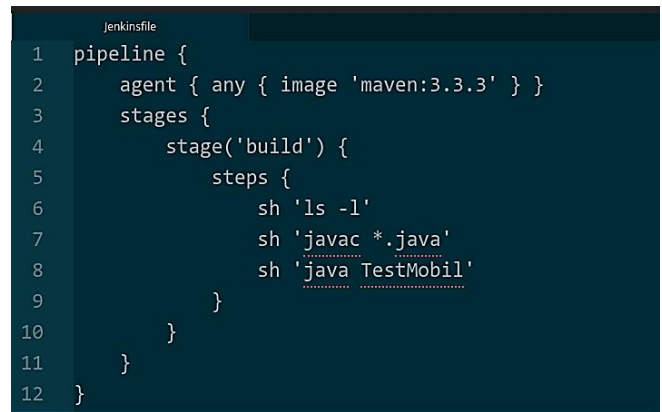 Jenkinsfile
1 pipeline {
2     agent { any { image 'maven:3.3.3' } }
3     stages {
4         stage('build') {
5             steps {
6                 sh 'ls -l'
7                 sh 'javac *.java'
8                 sh 'java TestMobil'
9             }
10         }
11     }
12 }